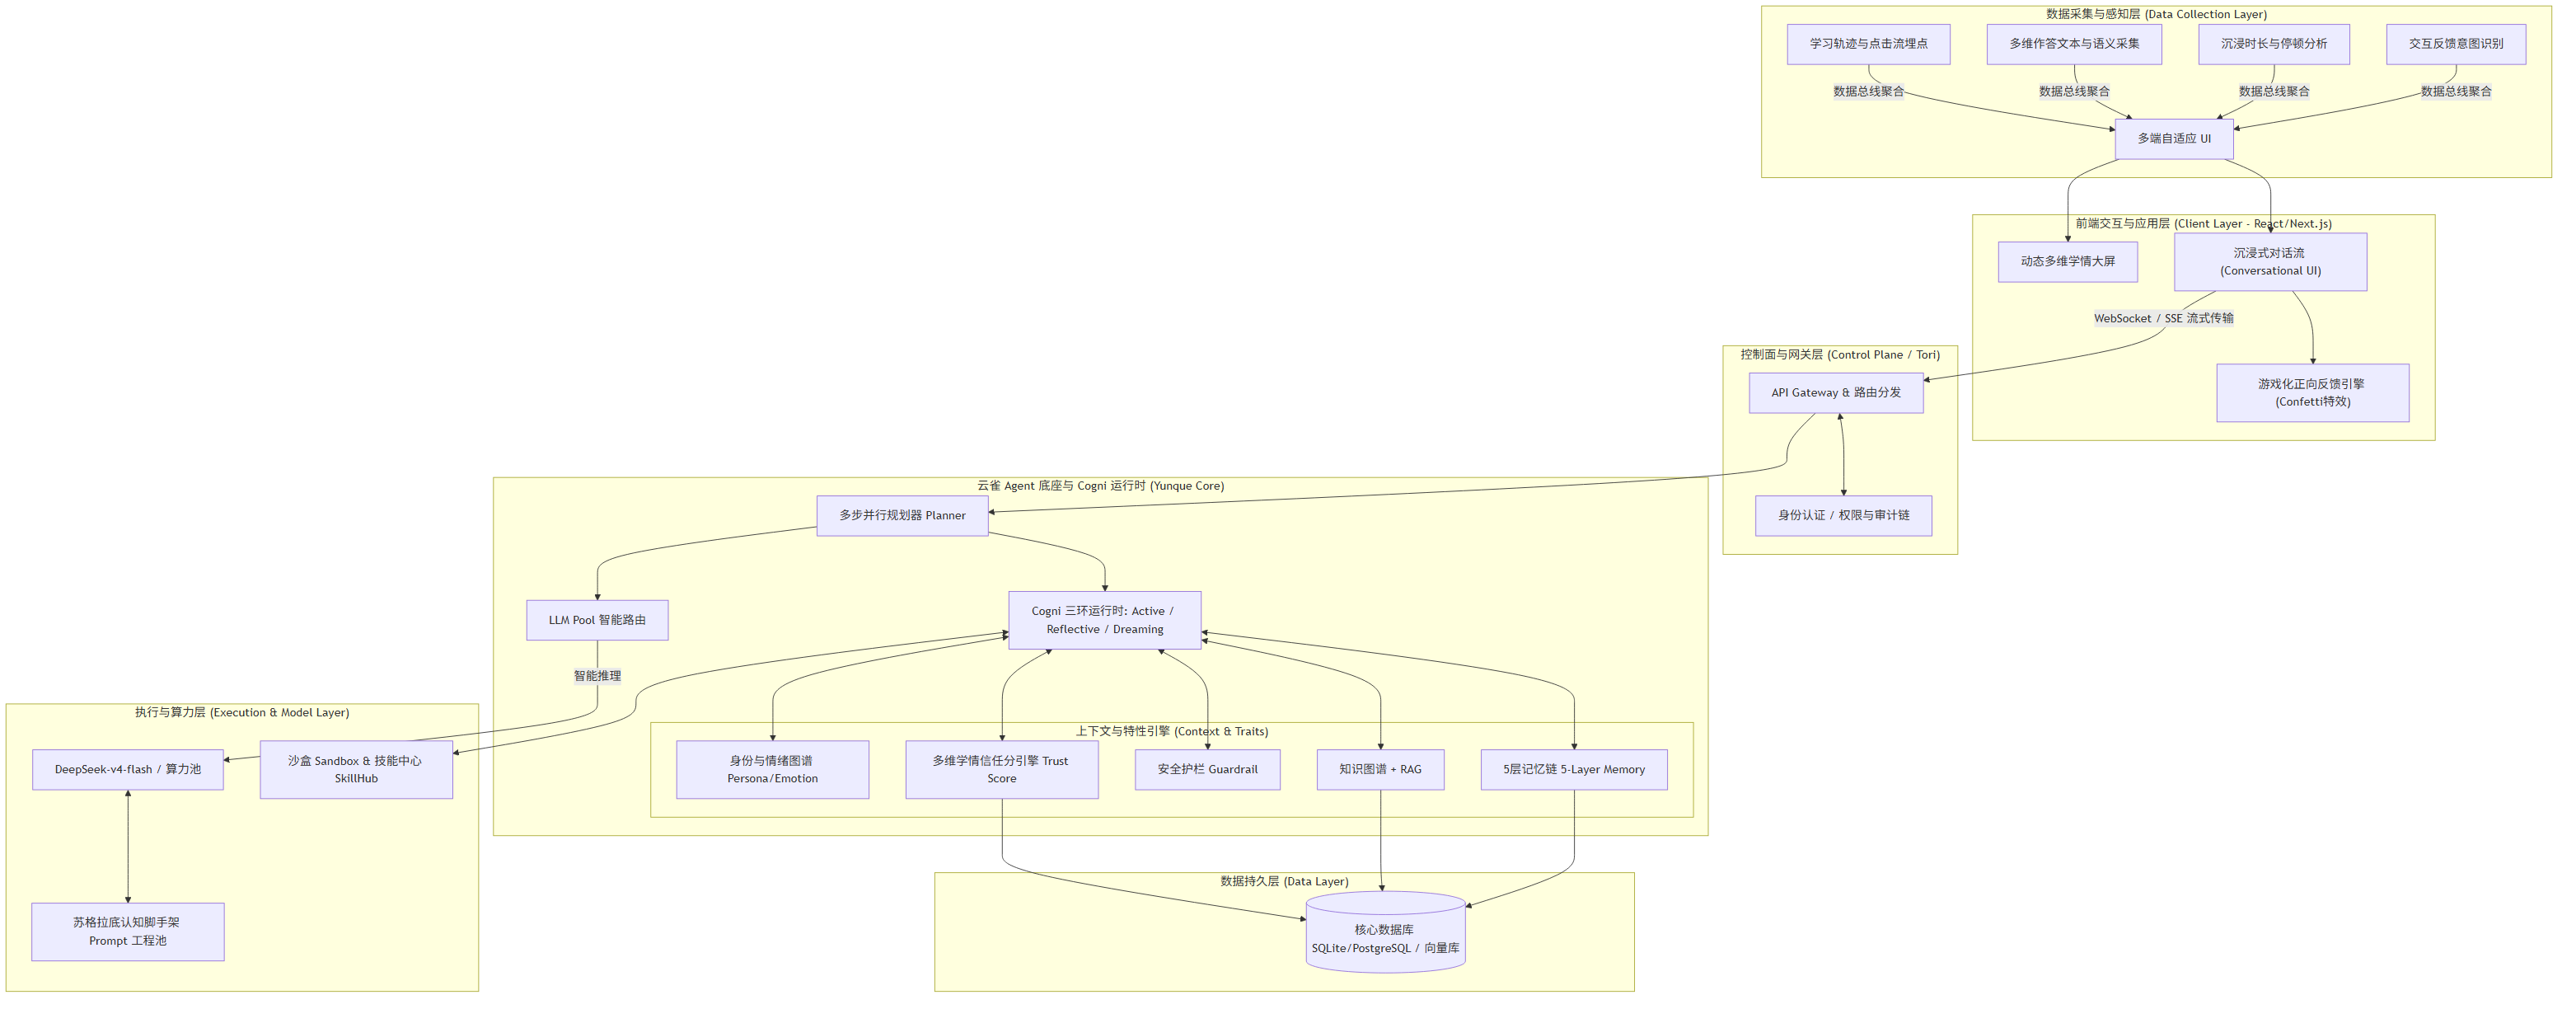 数据采集与感知层 (Data Collection Layer)
学习轨迹与点击流埋点
多维作答文本与语义采集
沉浸时长与停顿分析
交互反馈意图识别
数据总线聚合
数据总线聚合
数据总线聚合
数据总线聚合
多端自适应 UI
前端交互与应用层 (Client Layer - React/Next.js)
动态多维学情大屏
沉浸式对话流
(Conversational UI)
WebSocket / SSE 流式传输
游戏化正向反馈引擎
(Confetti特效)
控制面与网关层 (Control Plane / Tori)
API Gateway & 路由分发
身份认证 / 权限与审计链
云雀 Agent 底座与 Cogni 运行时 (Yunque Core)
多步并行规划器 Planner
LLM Pool 智能路由
Cogni 三环运行时: Active /
Reflective / Dreaming
智能推理
上下文与特性引擎 (Context & Traits)
身份与情绪图谱
Persona/Emotion
多维学情信任分引擎 Trust
Score
安全护栏 Guardrail
知识图谱 + RAG
5层记忆链 5-Layer Memory
执行与算力层 (Execution & Model Layer)
DeepSeek-v4-flash / 算力池
沙盒 Sandbox & 技能中心
SkillHub
苏格拉底认知脚手架
Prompt 工程池
数据持久层 (Data Layer)
核心数据库
SQLite/PostgreSQL / 向量库